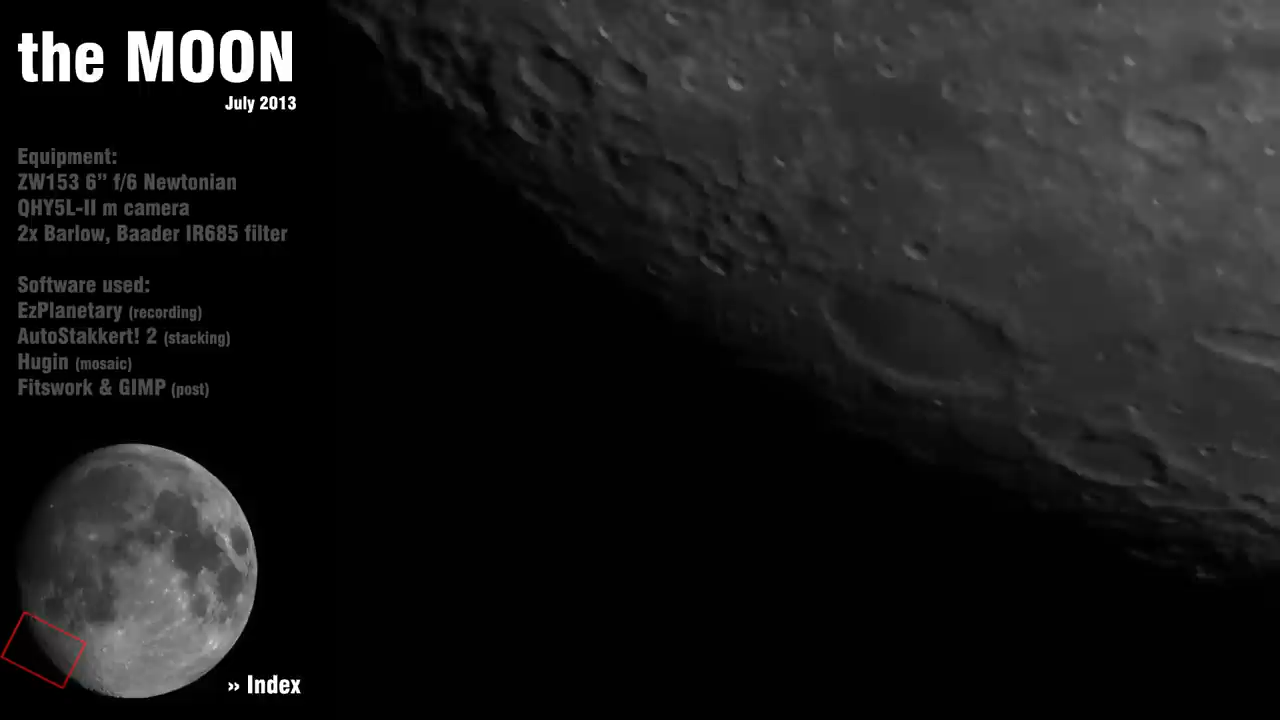 the MOON
July 2013
Equipment:
ZW153 6” f/6 Newtonian
QHY5L-II m camera
2x Barlow, Baader IR685 filter
Software used:
EzPlanetary (recording)
AutoStakkert! 2 (stacking)
Hugin (mosaic)
Fitswork & GIMP (post)
» Index